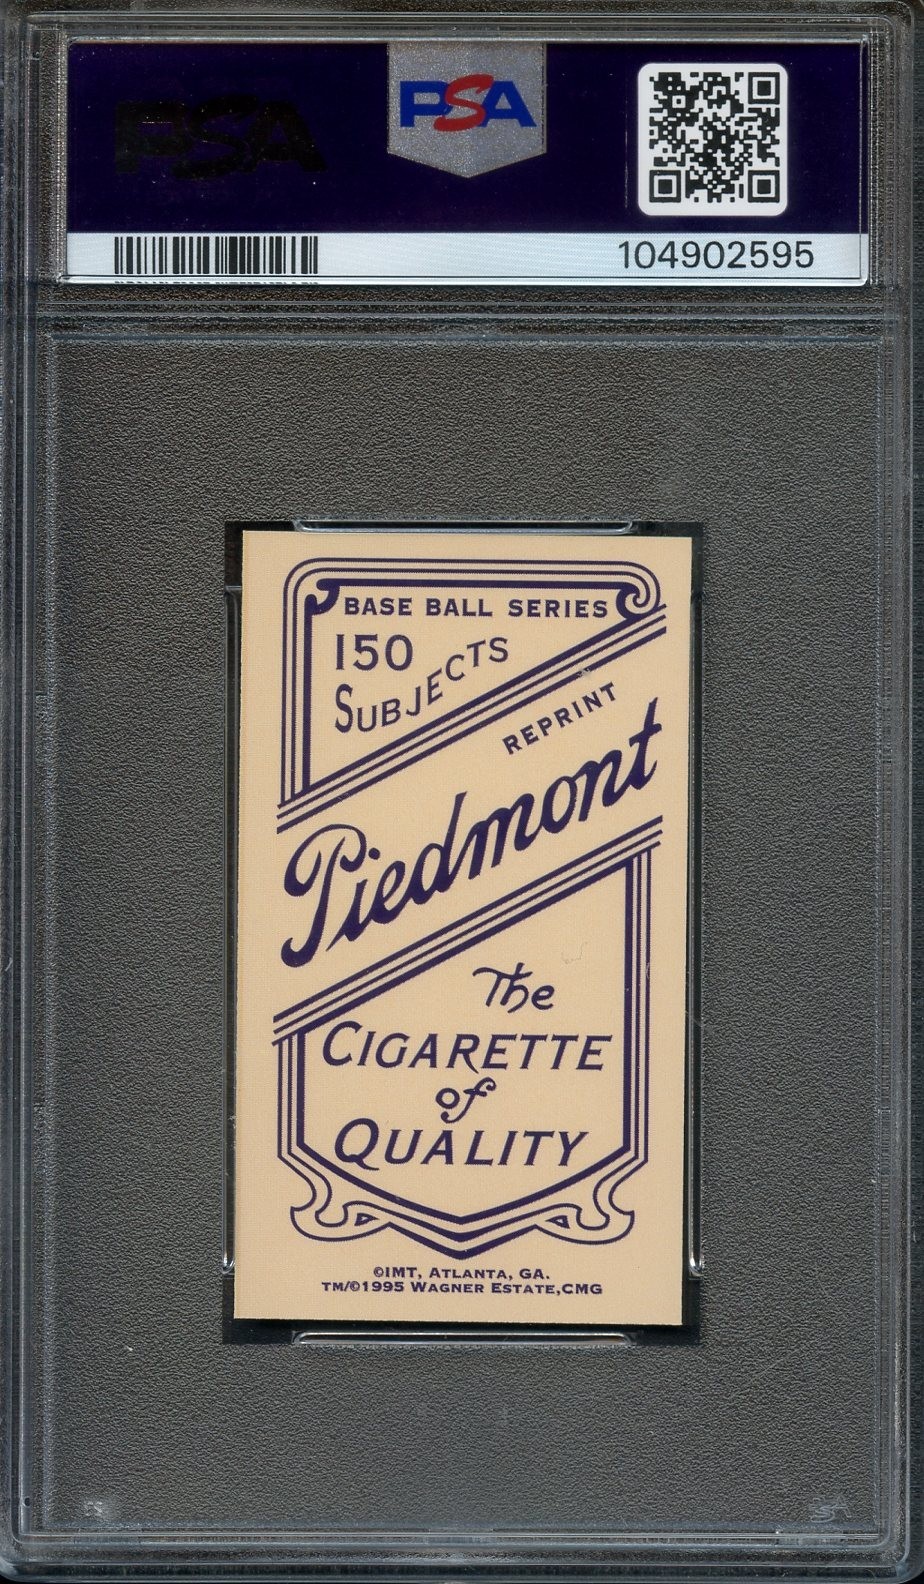 PSA
PSA
104902595
BASE BALL SERIES
150
SUBJECTS
REPRINT
Piedmont
The
CIGARETTE
of
QUALITY
©IMT, ATLANTA, GA.
TM/©1995 WAGNER ESTATE,CMG
PSA